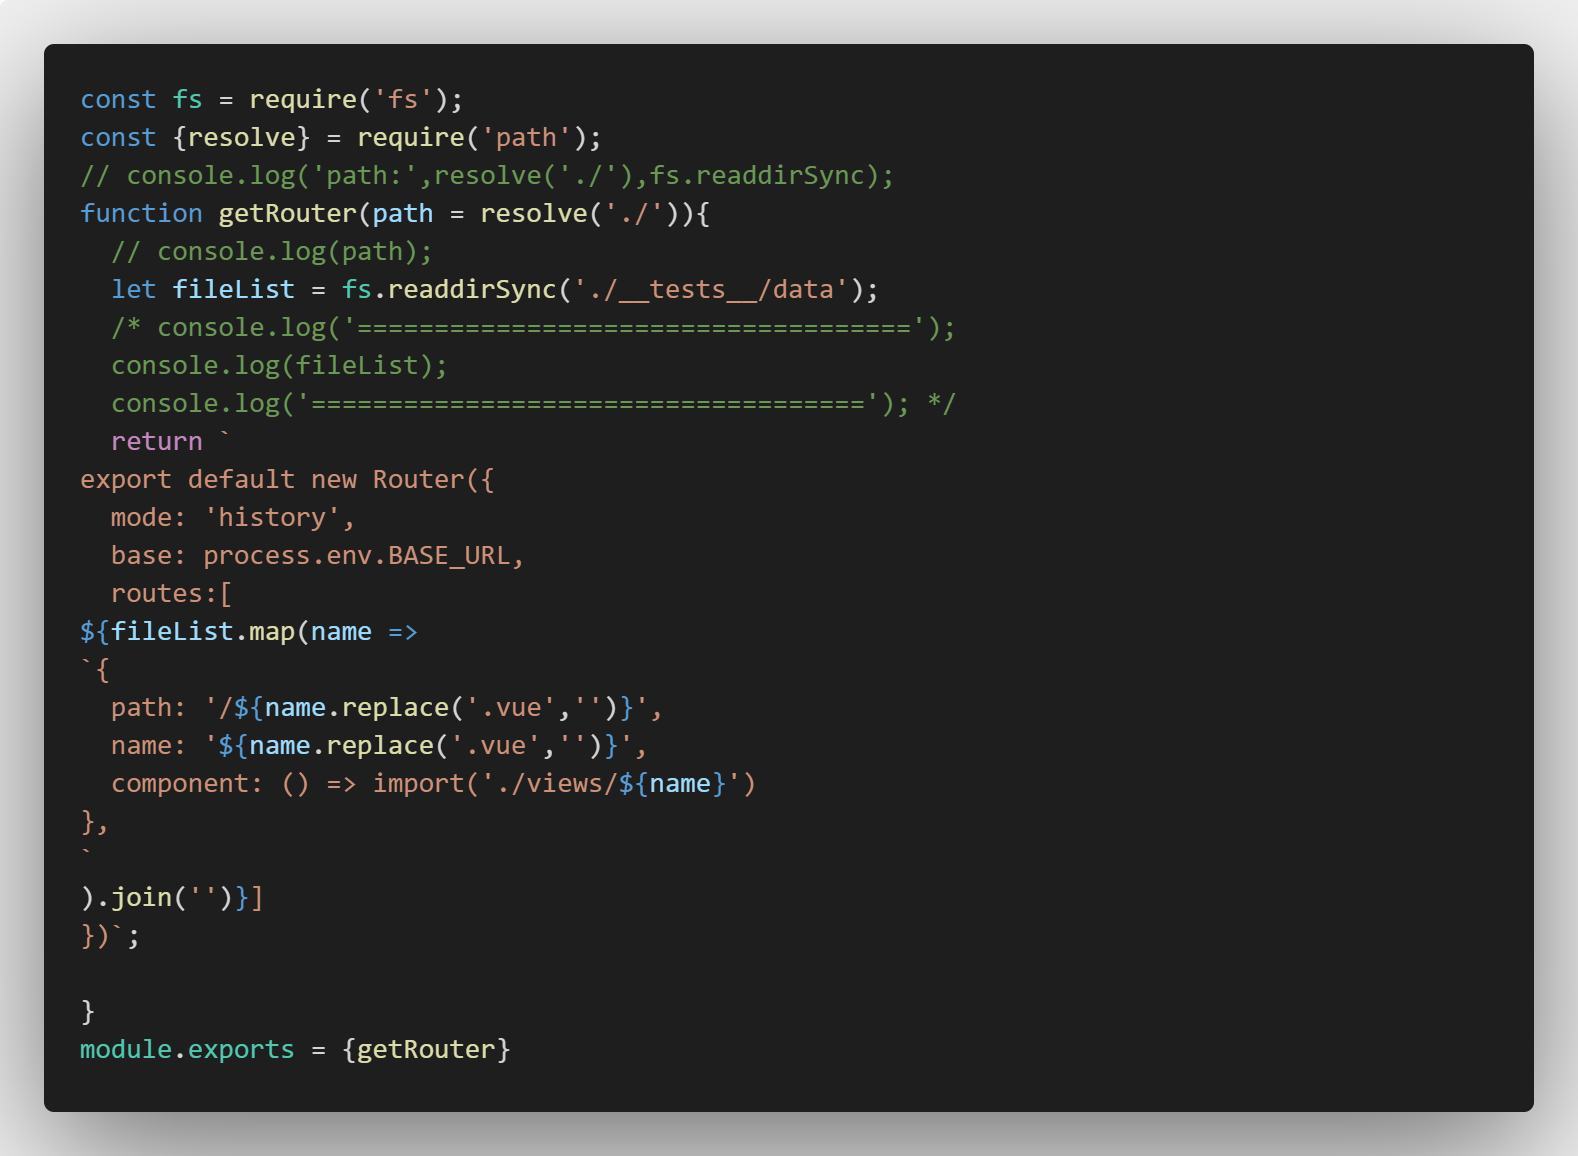 const fs = require('fs');
const {resolve} = require('path');
// console.log('path:',resolve('./'),fs.readdirSync);
function getRouter(path = resolve('./')){
  // console.log(path);
  let fileList = fs.readdirSync('./__tests__/data');
  /* console.log('====================================');
  console.log(fileList);
  console.log('===================================='); */
  return `
export default new Router({
  mode: 'history',
  base: process.env.BASE_URL,
  routes:[
${fileList.map(name =>
`{
  path: '/${name.replace('.vue','')}',
  name: '${name.replace('.vue','')}',
  component: () => import('./views/${name}')
},
`
).join('')}]
})`;

}
module.exports = {getRouter}